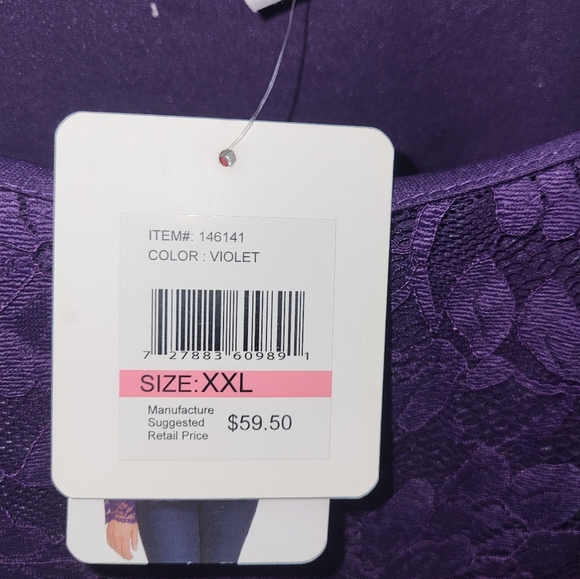 ITEM#: 146141
COLOR : VIOLET
7 27883 60989 1
SIZE: XXL
Manufacture
Suggested
Retail Price
$59.50